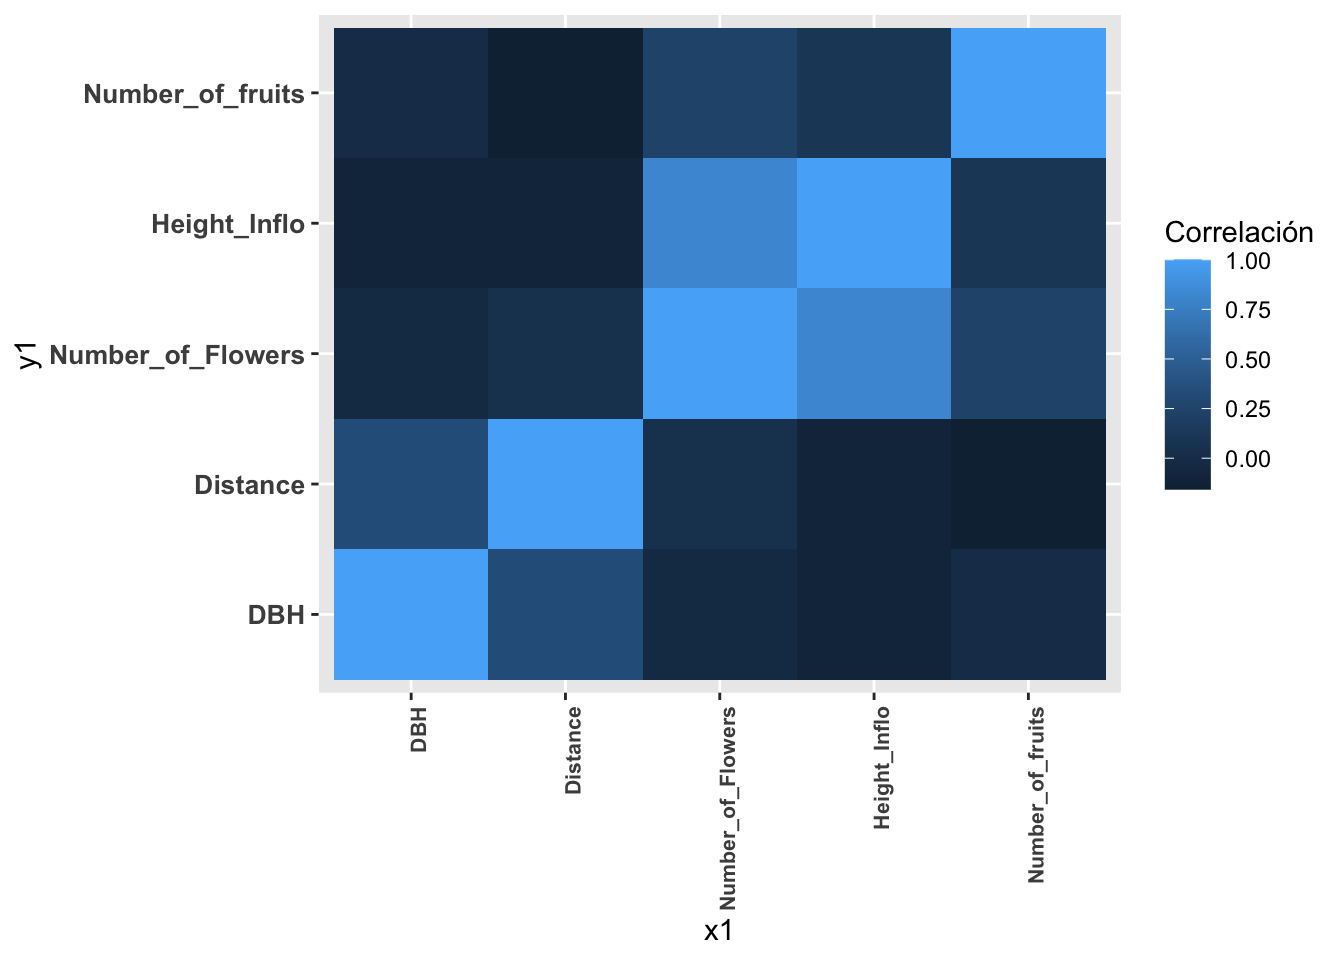 Number_of_fruits
Height_Inflo
Number_of_Flowers
Distance
DBH
y1
DBH
Distance
Number_of_Flowers
Height_Inflo
Number_of_fruits
x1
Correlación
1.00
0.75
0.50
0.25
0.00